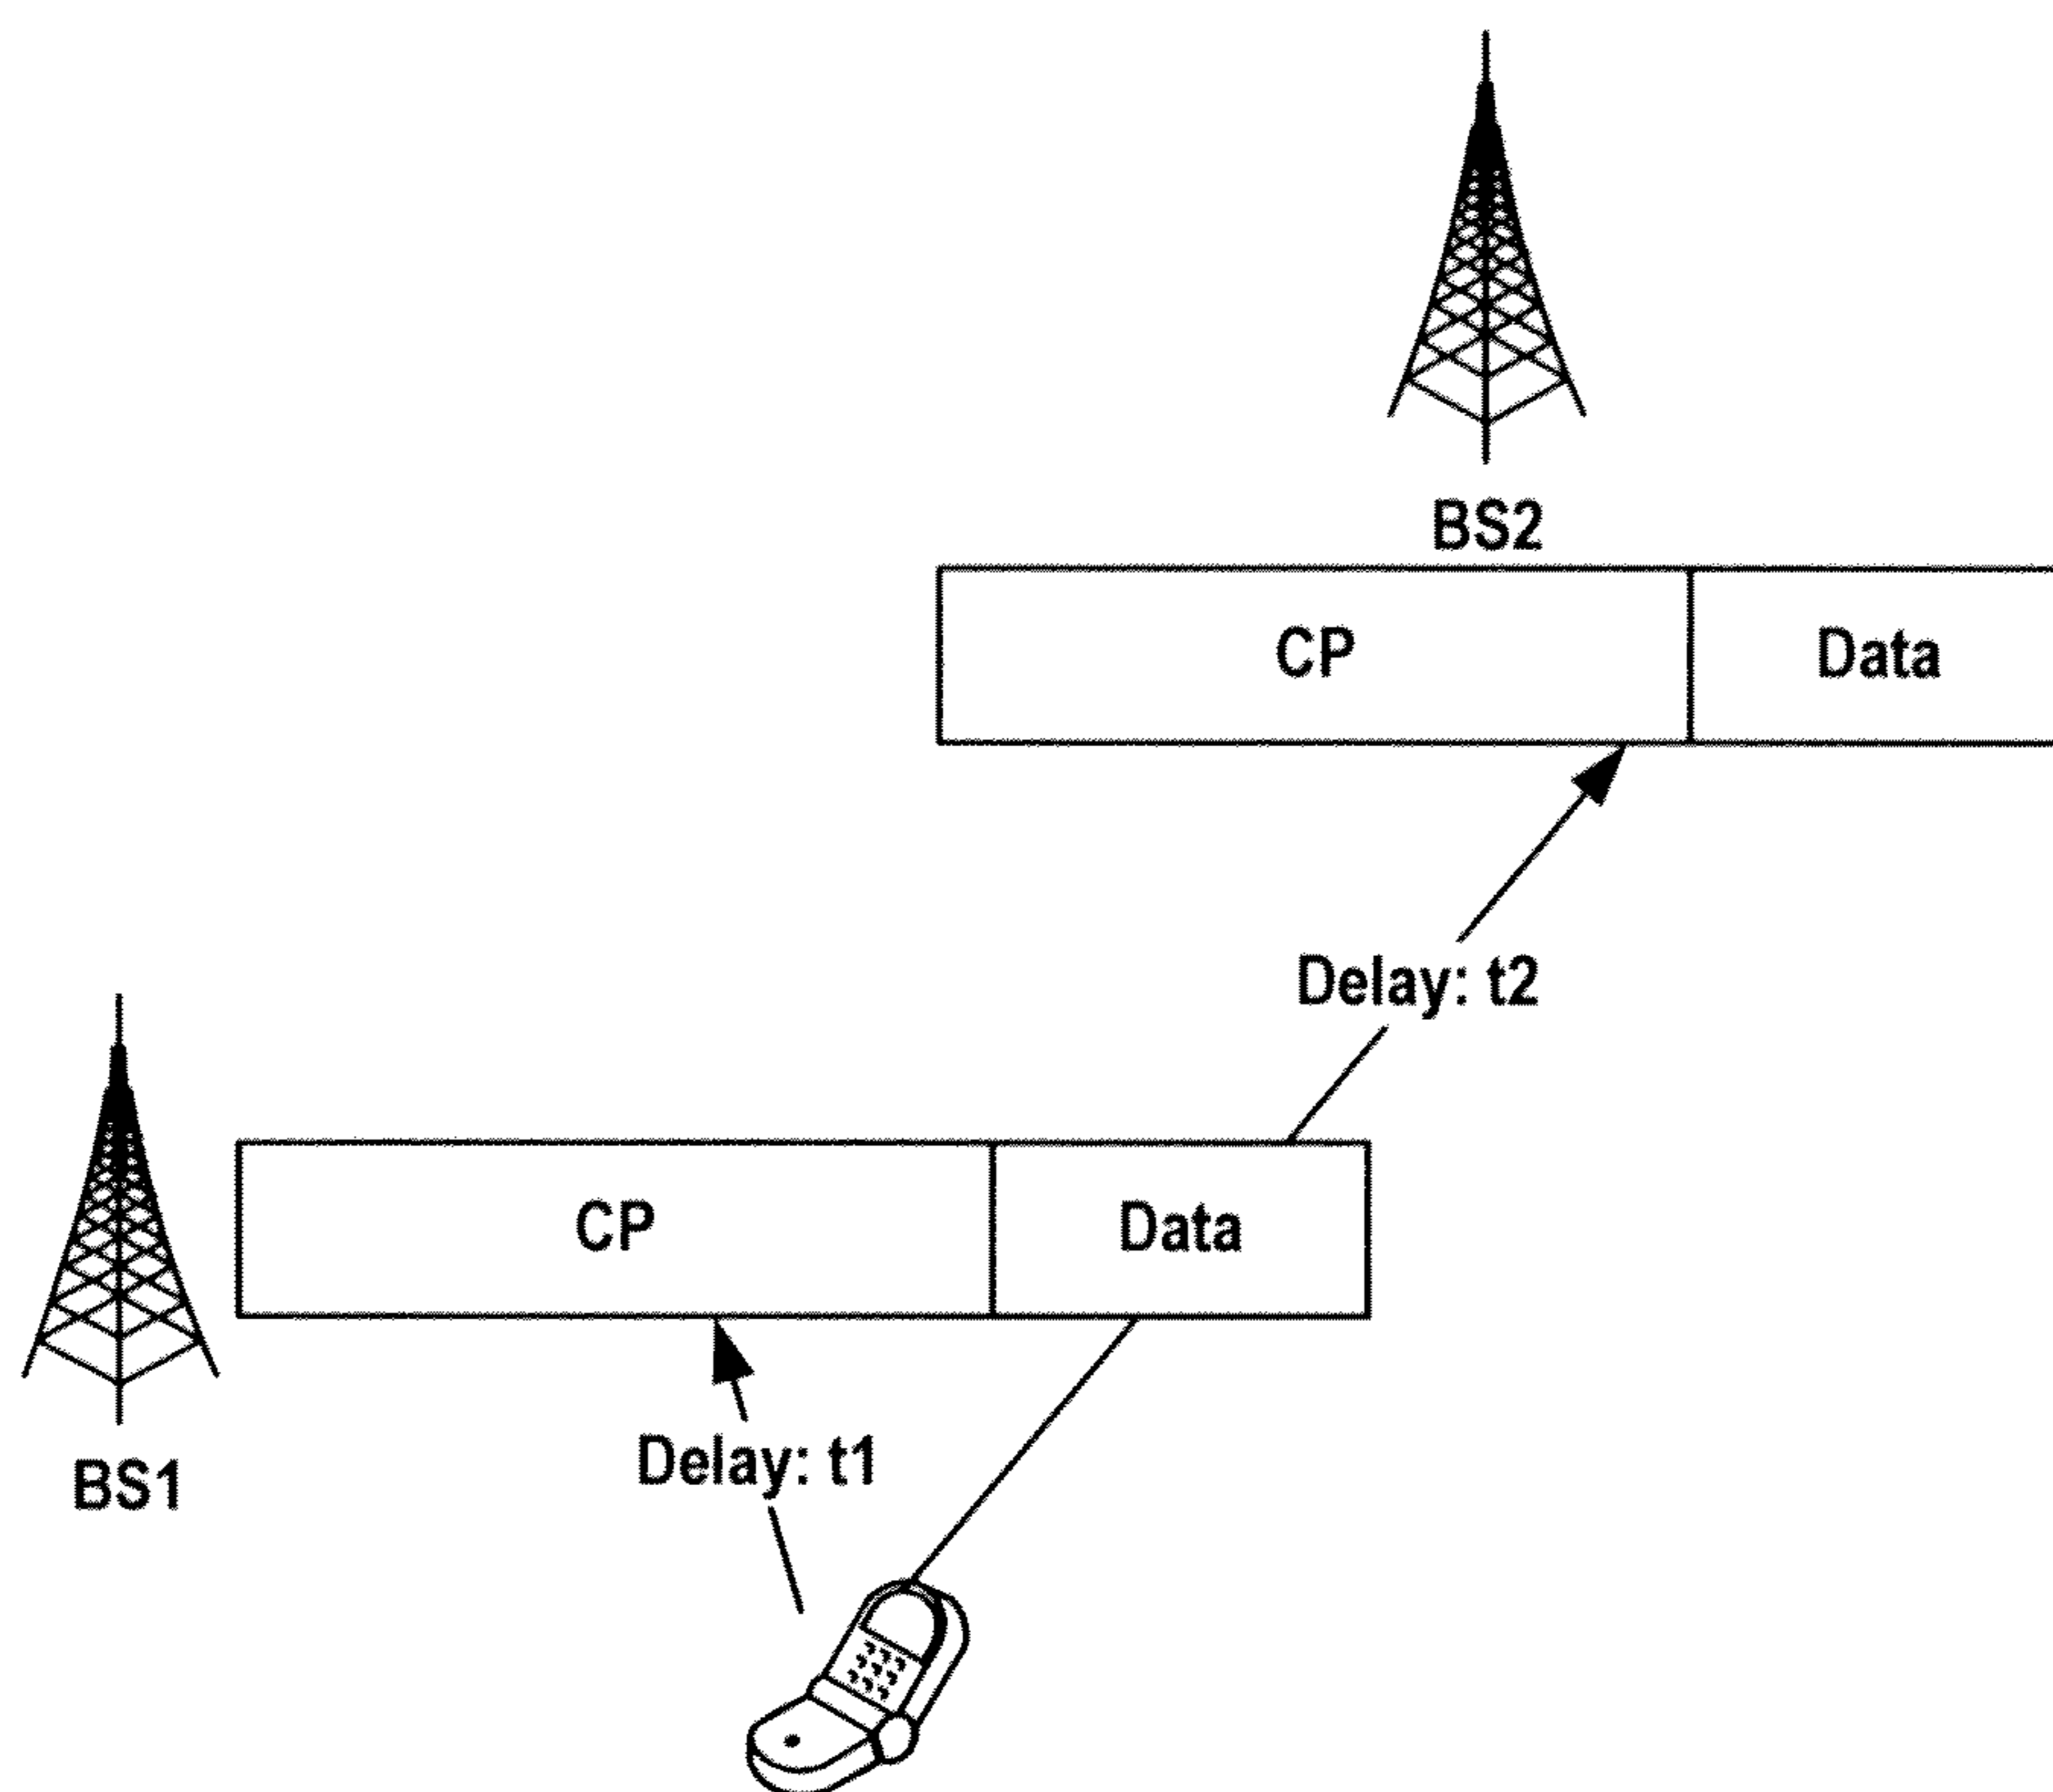 BS2
CP Data
Delay: t2
CP Data
Delay: t1
BS1